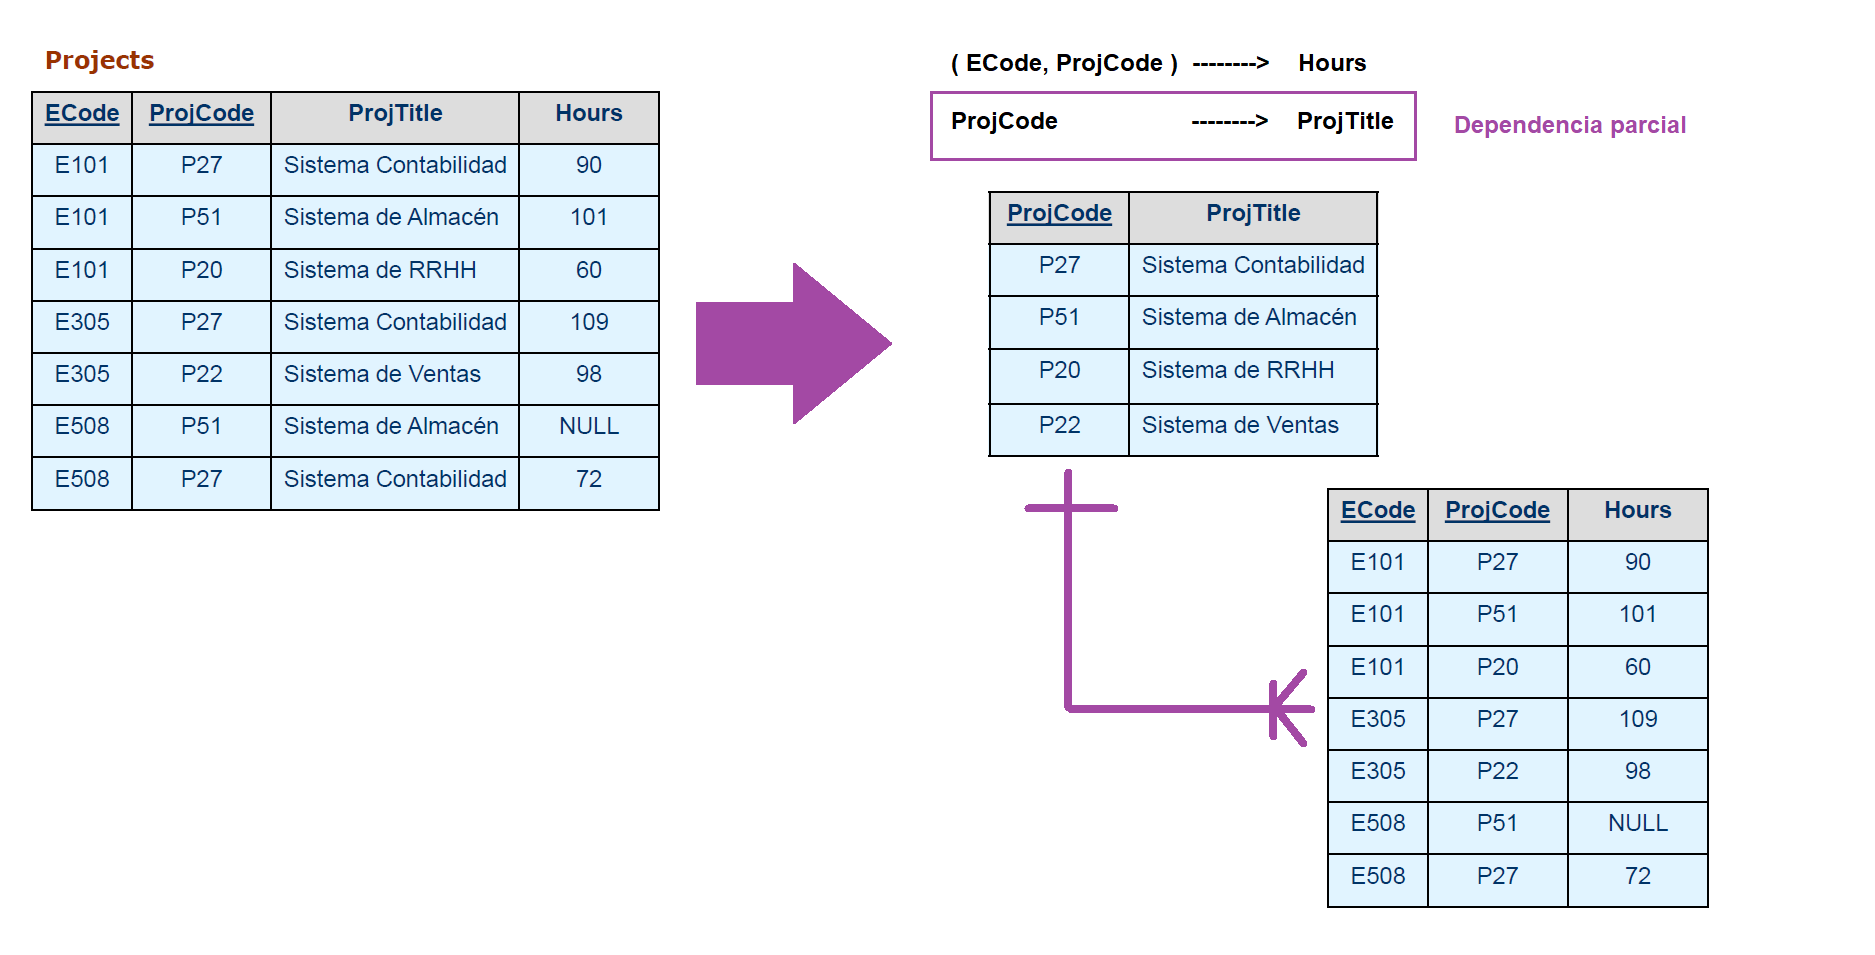 Projects
ECode ProjCode ProjTitle Hours
E101 P27 Sistema Contabilidad 90
E101 P51 Sistema de Almacén 101
E101 P20 Sistema de RRHH 60
E305 P27 Sistema Contabilidad 109
E305 P22 Sistema de Ventas 98
E508 P51 Sistema de Almacén NULL
E508 P27 Sistema Contabilidad 72
( ECode, ProjCode ) --------> Hours
ProjCode --------> ProjTitle
Dependencia parcial
ProjCode ProjTitle
P27 Sistema Contabilidad
P51 Sistema de Almacén
P20 Sistema de RRHH
P22 Sistema de Ventas
ECode ProjCode Hours
E101 P27 90
E101 P51 101
E101 P20 60
E305 P27 109
E305 P22 98
E508 P51 NULL
E508 P27 72